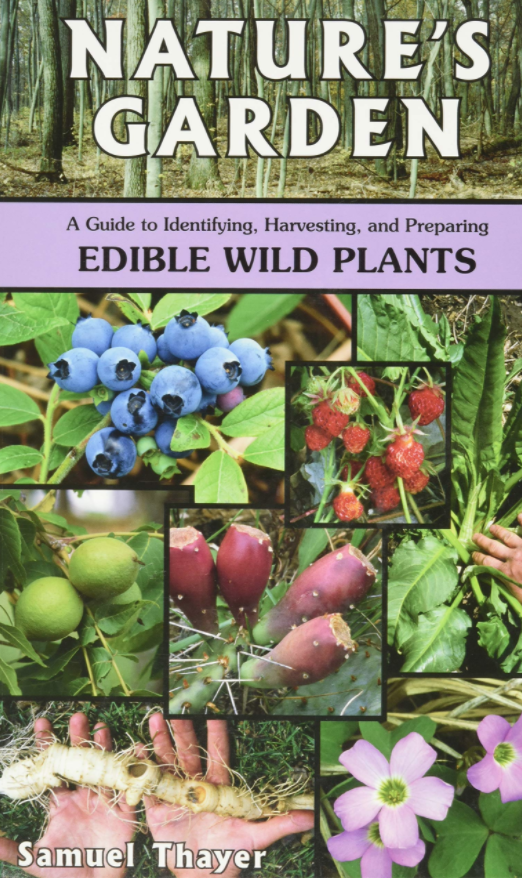 NATURE'S
GARDEN
A Guide to Identifying, Harvesting, and Preparing
EDIBLE WILD PLANTS
Samuel Thayer